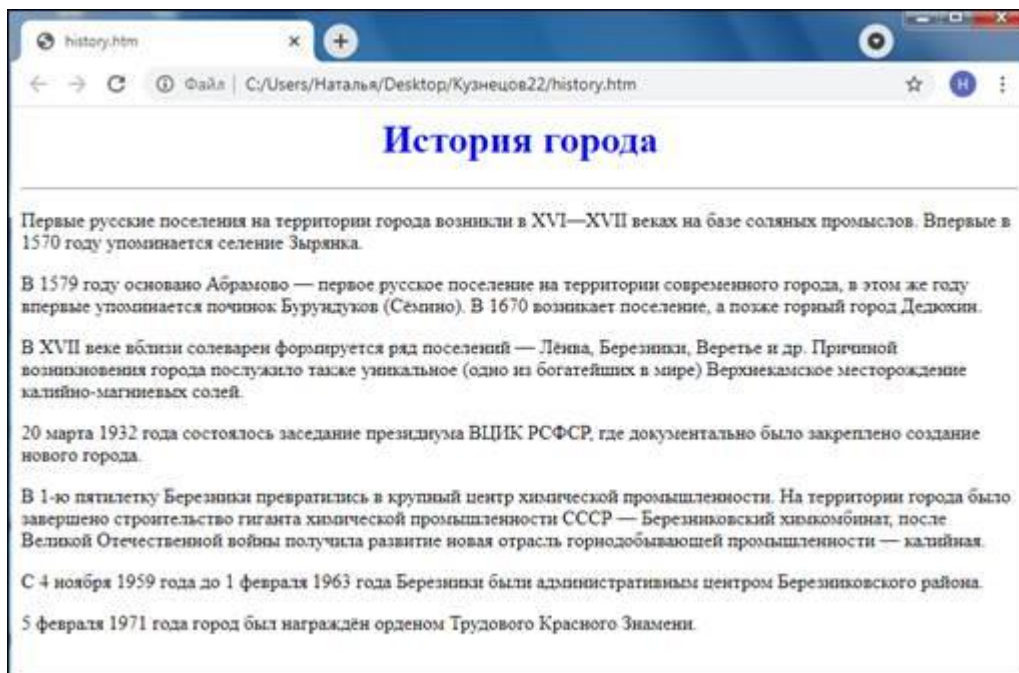 history.htm
Файл | C:/Users/Наталья/Desktop/Кузнецов22/history.htm
Н
История города
Первые русские поселения на территории города возникли в XVI—XVII веках на базе соляных промыслов. Впервые в
1570 году упоминается селение Зырянка.
В 1579 году основано Абрамово — первое русское поселение на территории современного города, в этом же году
впервые упоминается починок Бурундуков (Сёмино). В 1670 возникает поселение, а позже горный город Дедюхин.
В XVII веке вблизи солеварен формируется ряд поселений — Лёнва, Березники, Веретье и др. Причиной
возникновения города послужило также уникальное (одно из богатейших в мире) Верхнекамское месторождение
калийно-магниевых солей.
20 марта 1932 года состоялось заседание президиума ВЦИК РСФСР, где документально было закреплено создание
нового города.
В 1-ю пятилетку Березники превратились в крупный центр химической промышленности. На территории города было
завершено строительство гиганта химической промышленности СССР — Березниковский химкомбинат, после
Великой Отечественной войны получила развитие новая отрасль горнодобывающей промышленности — калийная.
С 4 ноября 1959 года до 1 февраля 1963 года Березники были административным центром Березниковского района.
5 февраля 1971 года город был награждён орденом Трудового Красного Знамени.